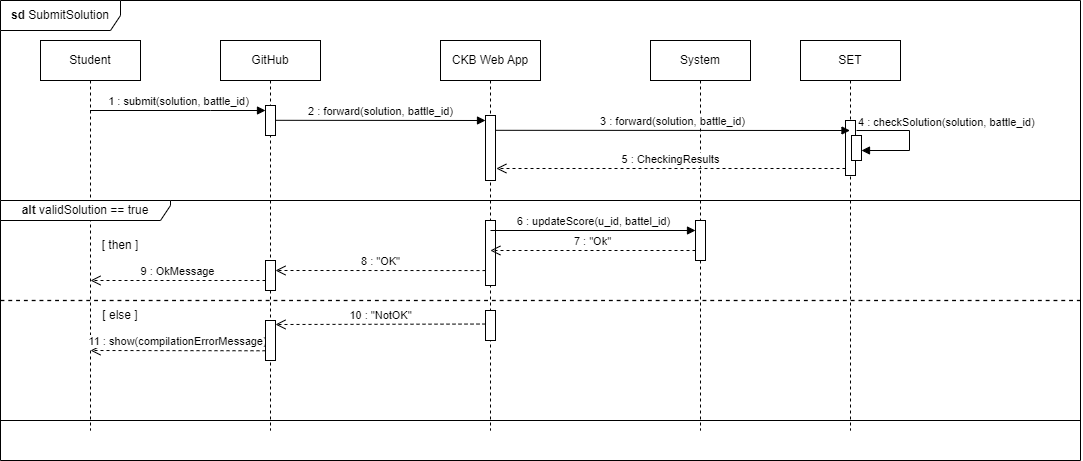 sd SubmitSolution
Student
GitHub
CKB Web App
System
SET
1 : submit(solution, battle_id)
2 : forward(solution, battle_id)
3 : forward(solution, battle_id)
4 : checkSolution(solution, battle_id)
5 : CheckingResults
alt validSolution == true
6 : updateScore(u_id, battel_id)
[ then ]
7 : "Ok"
8 : "OK"
9 : OkMessage
[ else ]
10 : "NotOK"
11 : show(compilationErrorMessage)